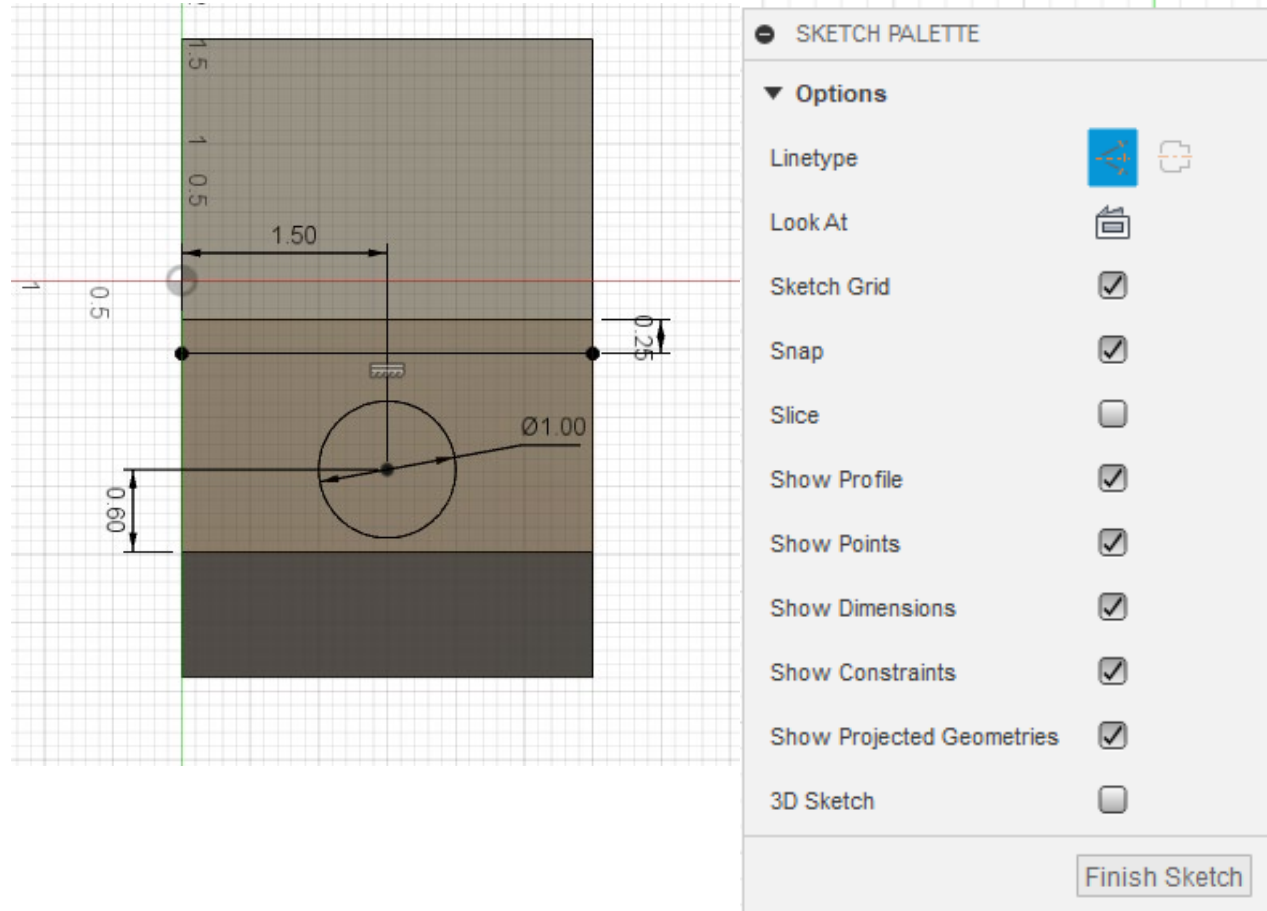 1.5
1
0.5
1.50
1
0.5
0.25
Ø1.00
0.60
SKETCH PALETTE
Options
Linetype
Look At
Sketch Grid
Snap
Slice
Show Profile
Show Points
Show Dimensions
Show Constraints
Show Projected Geometries
3D Sketch
Finish Sketch